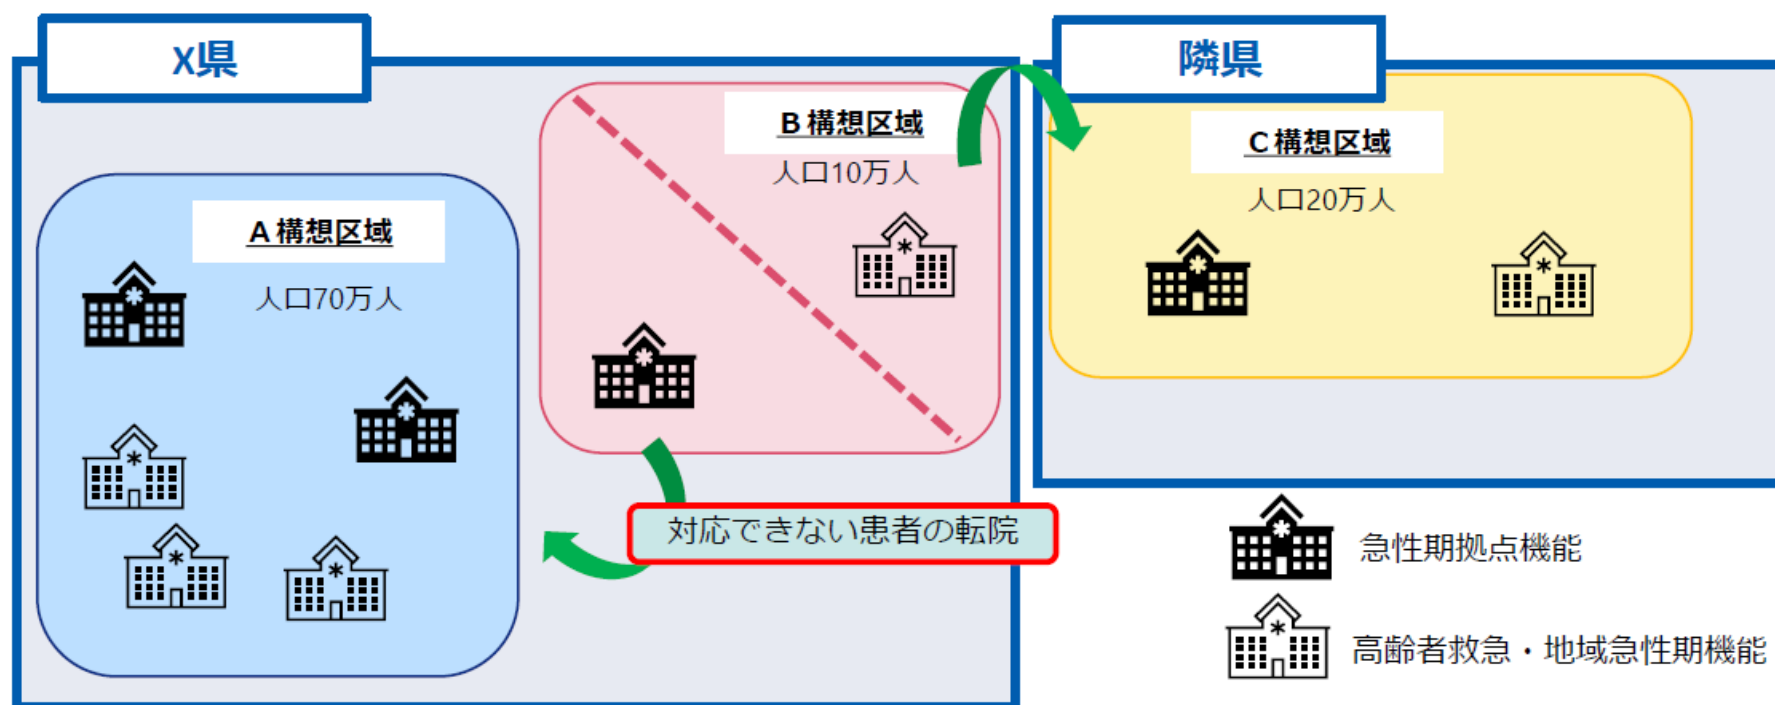 X県
隣県
B構想区域
人口10万人
C構想区域
人口20万人
A構想区域
人口70万人
対応できない患者の転院
急性期拠点機能
高齢者救急・地域急性期機能